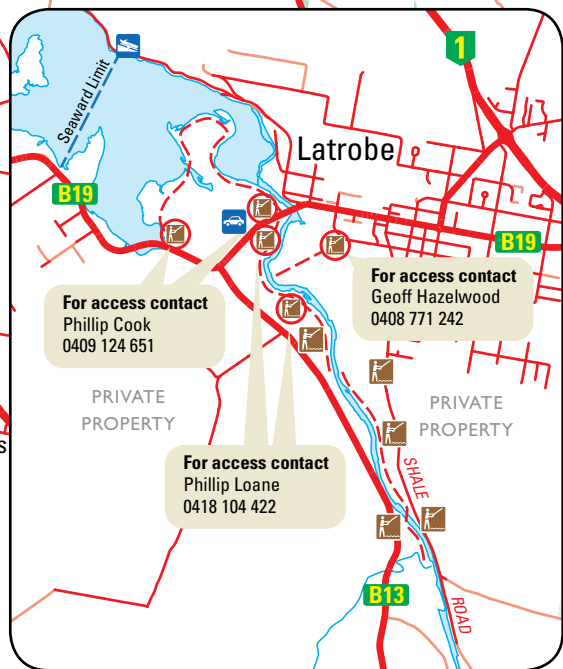 1
Seaward Limit
Latrobe
B19
B19
For access contact
Geoff Hazelwood
0408 771 242
For access contact
Phillip Cook
0409 124 651
PRIVATE
PROPERTY
PRIVATE
PROPERTY
s
For access contact
Phillip Loane
0418 104 422
SHALE
ROAD
B13